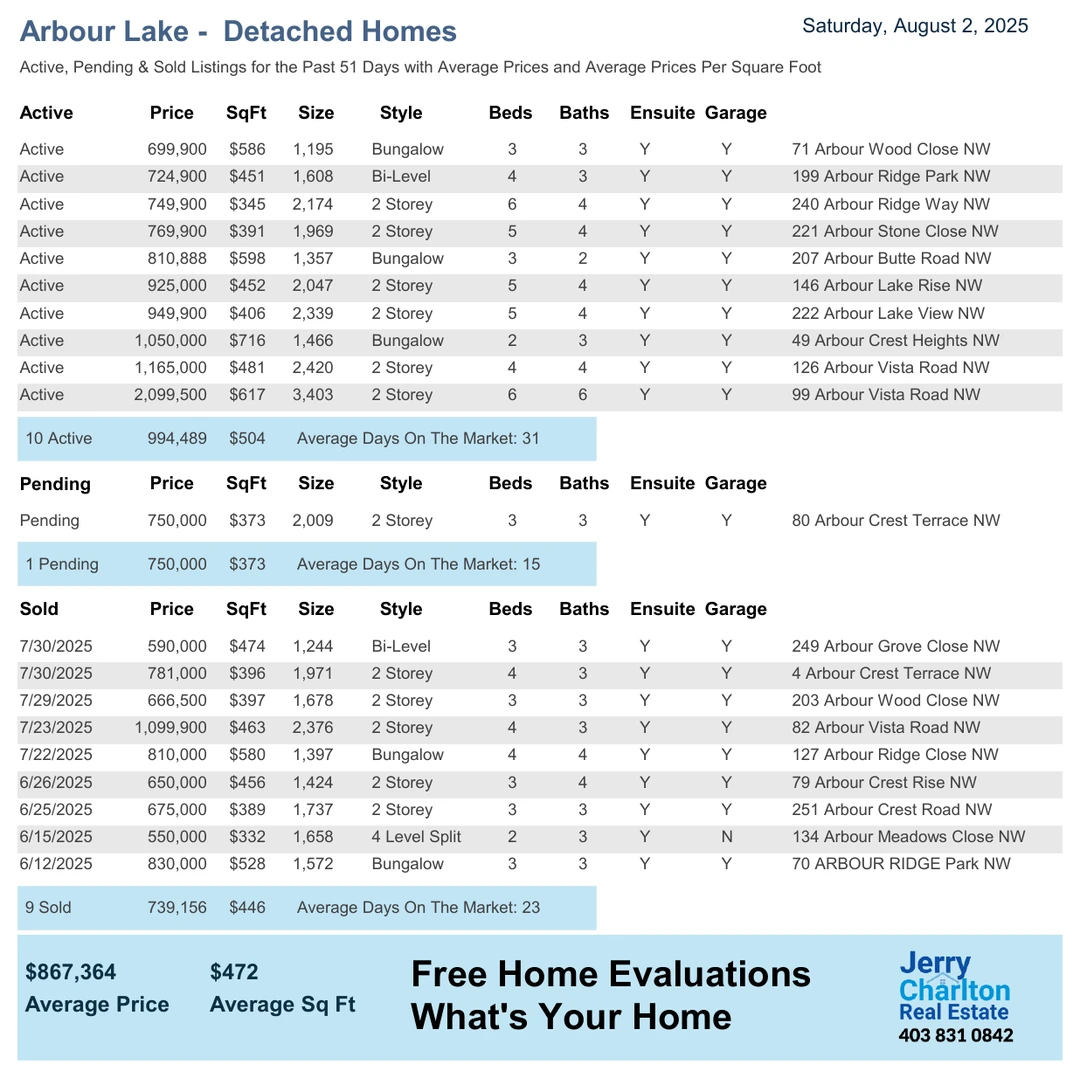 Arbour Lake - Detached Homes
Saturday, August 2, 2025
Active, Pending & Sold Listings for the Past 51 Days with Average Prices and Average Prices Per Square Foot
Active Price SqFt Size Style Beds Baths Ensuite Garage
Active 699,900 $586 1,195 Bungalow 3 3 Y Y 71 Arbour Wood Close NW
Active 724,900 $451 1,608 Bi-Level 4 3 Y Y 199 Arbour Ridge Park NW
Active 749,900 $345 2,174 2 Storey 6 4 Y Y 240 Arbour Ridge Way NW
Active 769,900 $391 1,969 2 Storey 5 4 Y Y 221 Arbour Stone Close NW
Active 810,888 $598 1,357 Bungalow 3 2 Y Y 207 Arbour Butte Road NW
Active 925,000 $452 2,047 2 Storey 5 4 Y Y 146 Arbour Lake Rise NW
Active 949,900 $406 2,339 2 Storey 5 4 Y Y 222 Arbour Lake View NW
Active 1,050,000 $716 1,466 Bungalow 2 3 Y Y 49 Arbour Crest Heights NW
Active 1,165,000 $481 2,420 2 Storey 4 4 Y Y 126 Arbour Vista Road NW
Active 2,099,500 $617 3,403 2 Storey 6 6 Y Y 99 Arbour Vista Road NW
10 Active 994,489 $504 Average Days On The Market: 31
Pending Price SqFt Size Style Beds Baths Ensuite Garage
Pending 750,000 $373 2,009 2 Storey 3 3 Y Y 80 Arbour Crest Terrace NW
1 Pending 750,000 $373 Average Days On The Market: 15
Sold Price SqFt Size Style Beds Baths Ensuite Garage
7/30/2025 590,000 $474 1,244 Bi-Level 3 3 Y Y 249 Arbour Grove Close NW
7/30/2025 781,000 $396 1,971 2 Storey 4 3 Y Y 4 Arbour Crest Terrace NW
7/29/2025 666,500 $397 1,678 2 Storey 3 3 Y Y 203 Arbour Wood Close NW
7/23/2025 1,099,900 $463 2,376 2 Storey 4 3 Y Y 82 Arbour Vista Road NW
7/22/2025 810,000 $580 1,397 Bungalow 4 4 Y Y 127 Arbour Ridge Close NW
6/26/2025 650,000 $456 1,424 2 Storey 3 4 Y Y 79 Arbour Crest Rise NW
6/25/2025 675,000 $389 1,737 2 Storey 3 3 Y Y 251 Arbour Crest Road NW
6/15/2025 550,000 $332 1,658 4 Level Split 2 3 Y N 134 Arbour Meadows Close NW
6/12/2025 830,000 $528 1,572 Bungalow 3 3 Y Y 70 ARBOUR RIDGE Park NW
9 Sold 739,156 $446 Average Days On The Market: 23
$867,364 $472
Average Price Average Sq Ft
Free Home Evaluations
What's Your Home
Jerry
Charlton
Real Estate
403 831 0842